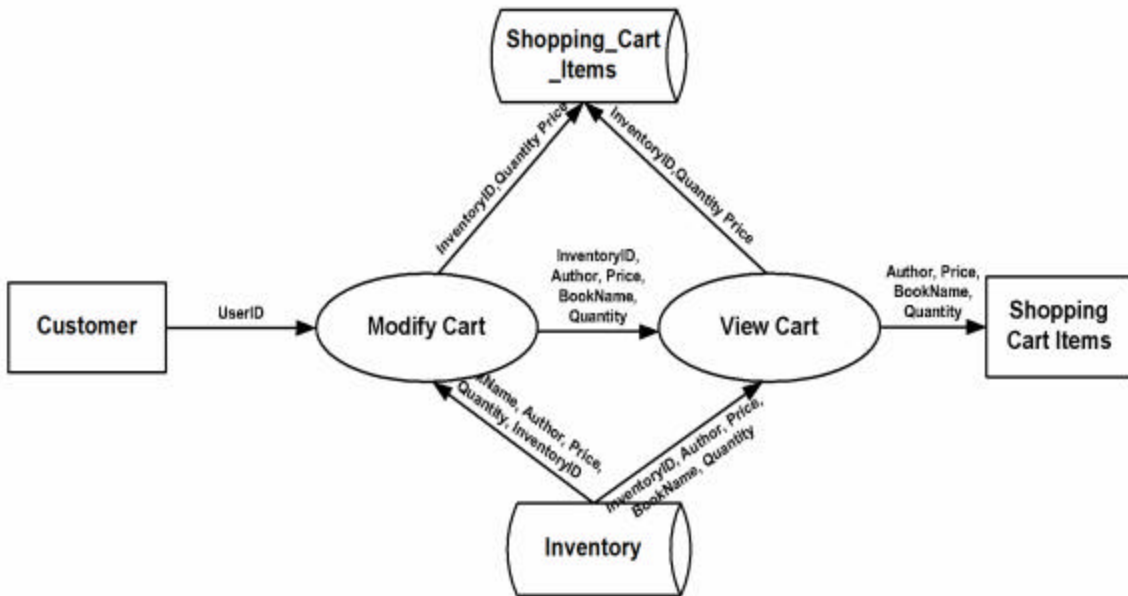 Shopping_Cart
_Items
InventoryID,Quantity Price
InventoryID,Quantity Price
InventoryID,
Author, Price,
BookName,
Quantity
Author, Price,
BookName,
Quantity
Customer
UserID
Modify Cart
View Cart
Shopping
Cart Items
Name, Author, Price,
Quantity, InventoryID
InventoryID, Author, Price,
BookName, Quantity
Inventory